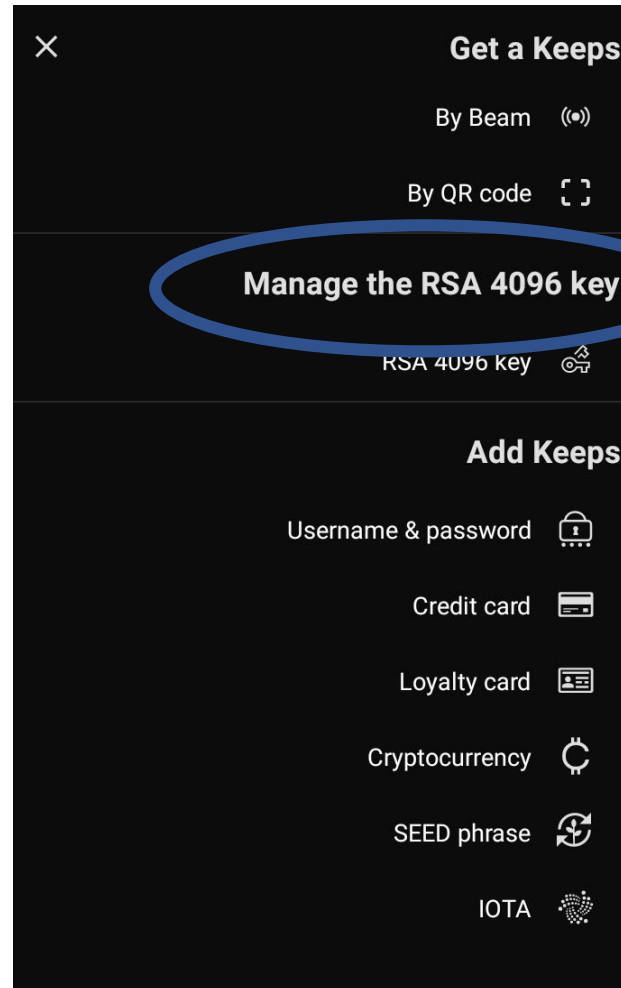 Get a Keeps
By Beam
By QR code
Manage the RSA 4096 key
RSA 4096 key
Add Keeps
Username & password
Credit card
Loyalty card
Cryptocurrency
SEED phrase
IOTA